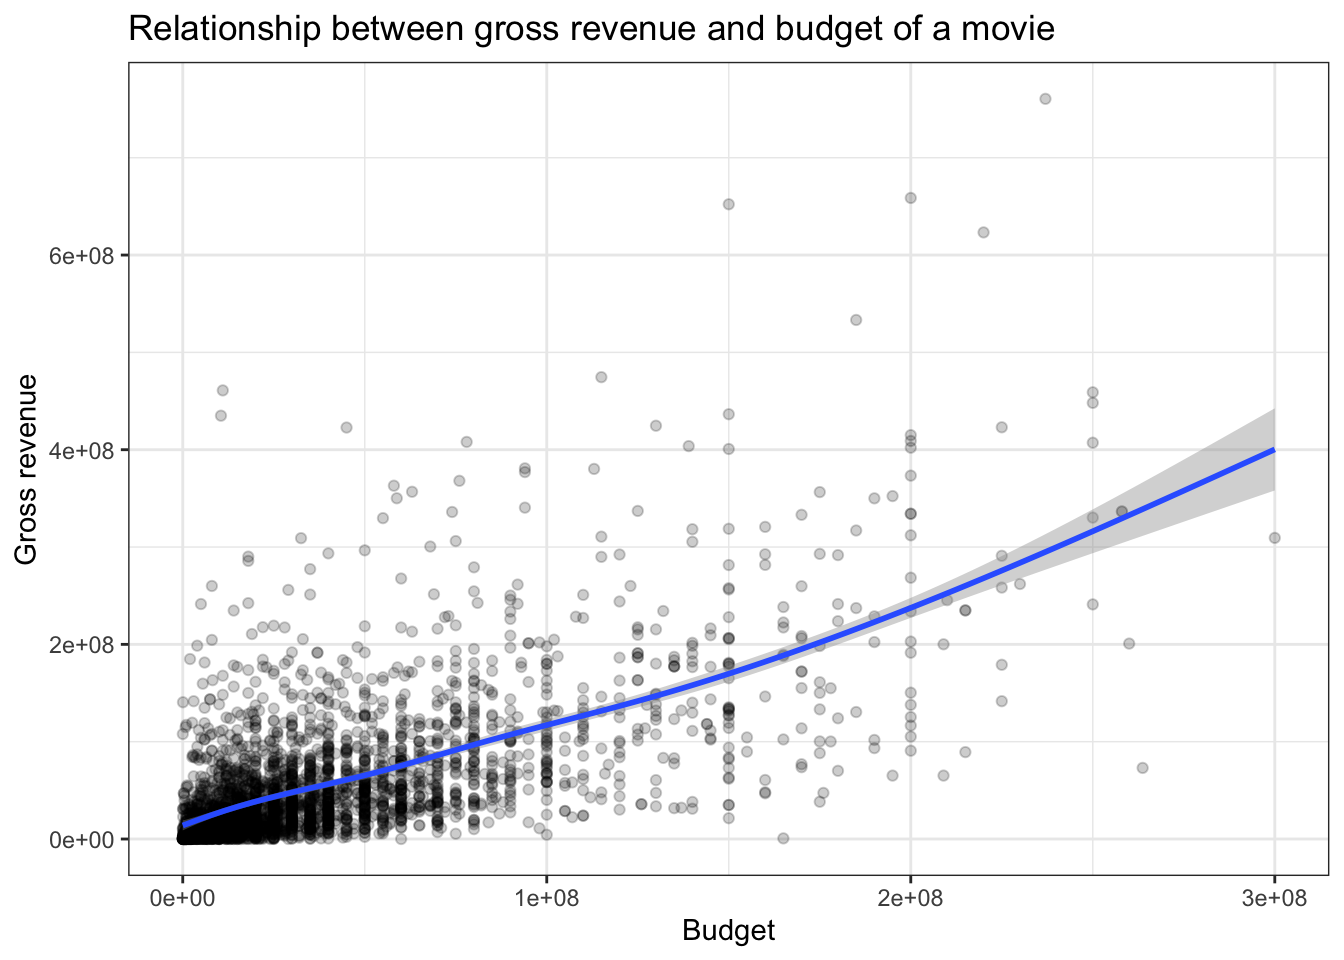 Relationship between gross revenue and budget of a movie
Gross revenue
6e+08
4e+08
2e+08
0e+00
0e+00 1e+08 2e+08 3e+08
Budget